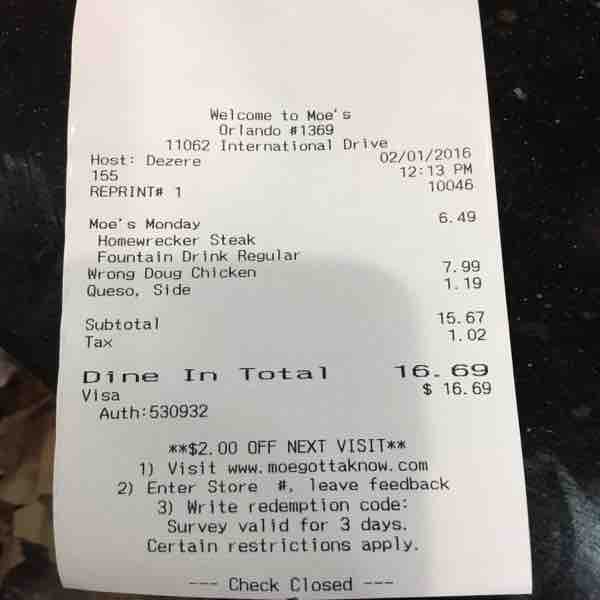 Welcome to Moe's
Orlando #1369
11062 International Drive
Host: Dezere 02/01/2016
155 12:13 PM
REPRINT# 1 10046
Moe's Monday 6.49
Homewrecker Steak
Fountain Drink Regular
Wrong Doug Chicken 7.99
Queso, Side 1.19
Subtotal 15.67
Tax 1.02
Dine In Total 16.69
Visa $ 16.69
Auth:530932
**$2.00 OFF NEXT VISIT**
1) Visit www.moegottaknow.com
2) Enter Store #, leave feedback
3) Write redemption code:
Survey valid for 3 days.
Certain restrictions apply.
--- Check Closed ---